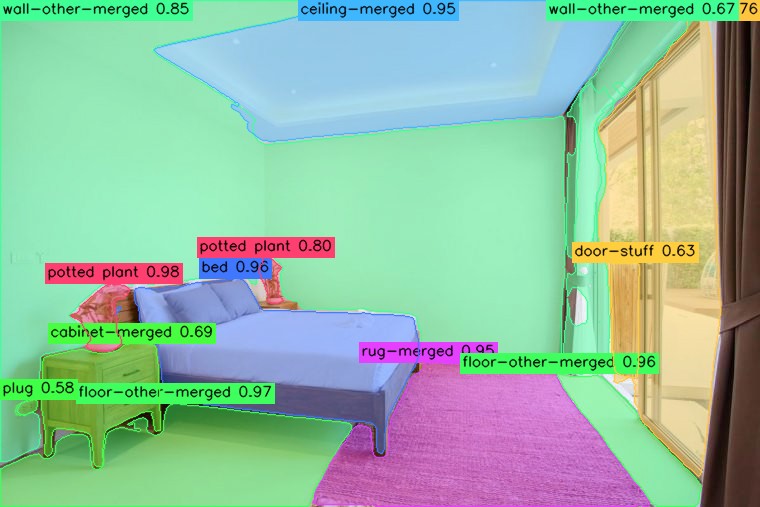 wall-other-merged 0.85
ceiling-merged 0.95
wall-other-merged 0.67
76
potted plant 0.80
door-stuff 0.63
bed 0.96
potted plant 0.98
cabinet-merged 0.69
rug-merged 0.95
floor-other-merged 0.96
plug 0.58
floor-other-merged 0.97